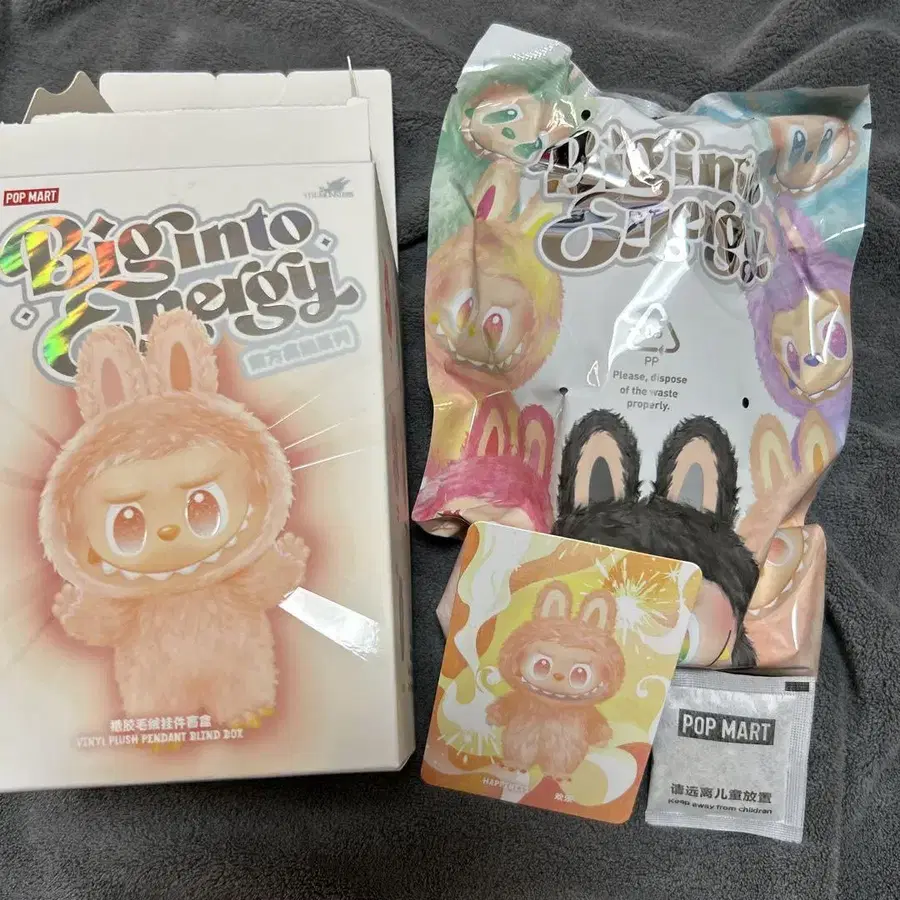 POP MART
Big into
Energy
搪胶毛绒挂件盲盒
VINYL PLUSH PENDANT BLIND BOX
Big into
Energy
PP
Please, dispose
of the waste
properly.
HAPPINESS
POP MART
请远离儿童放置
Keep away from children